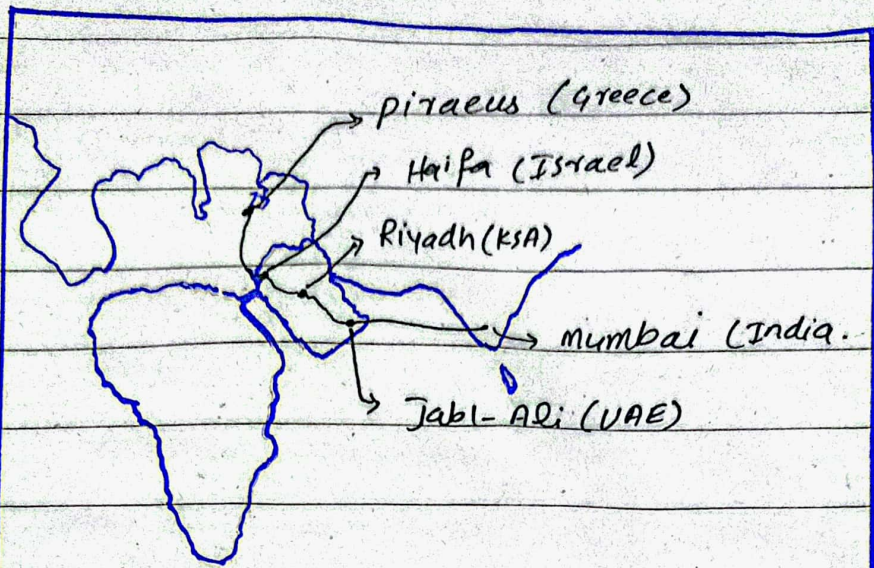 Piraeus (Greece)
Haifa (Israel)
Riyadh (KSA)
mumbai (India.
Jabl-Ali (UAE)